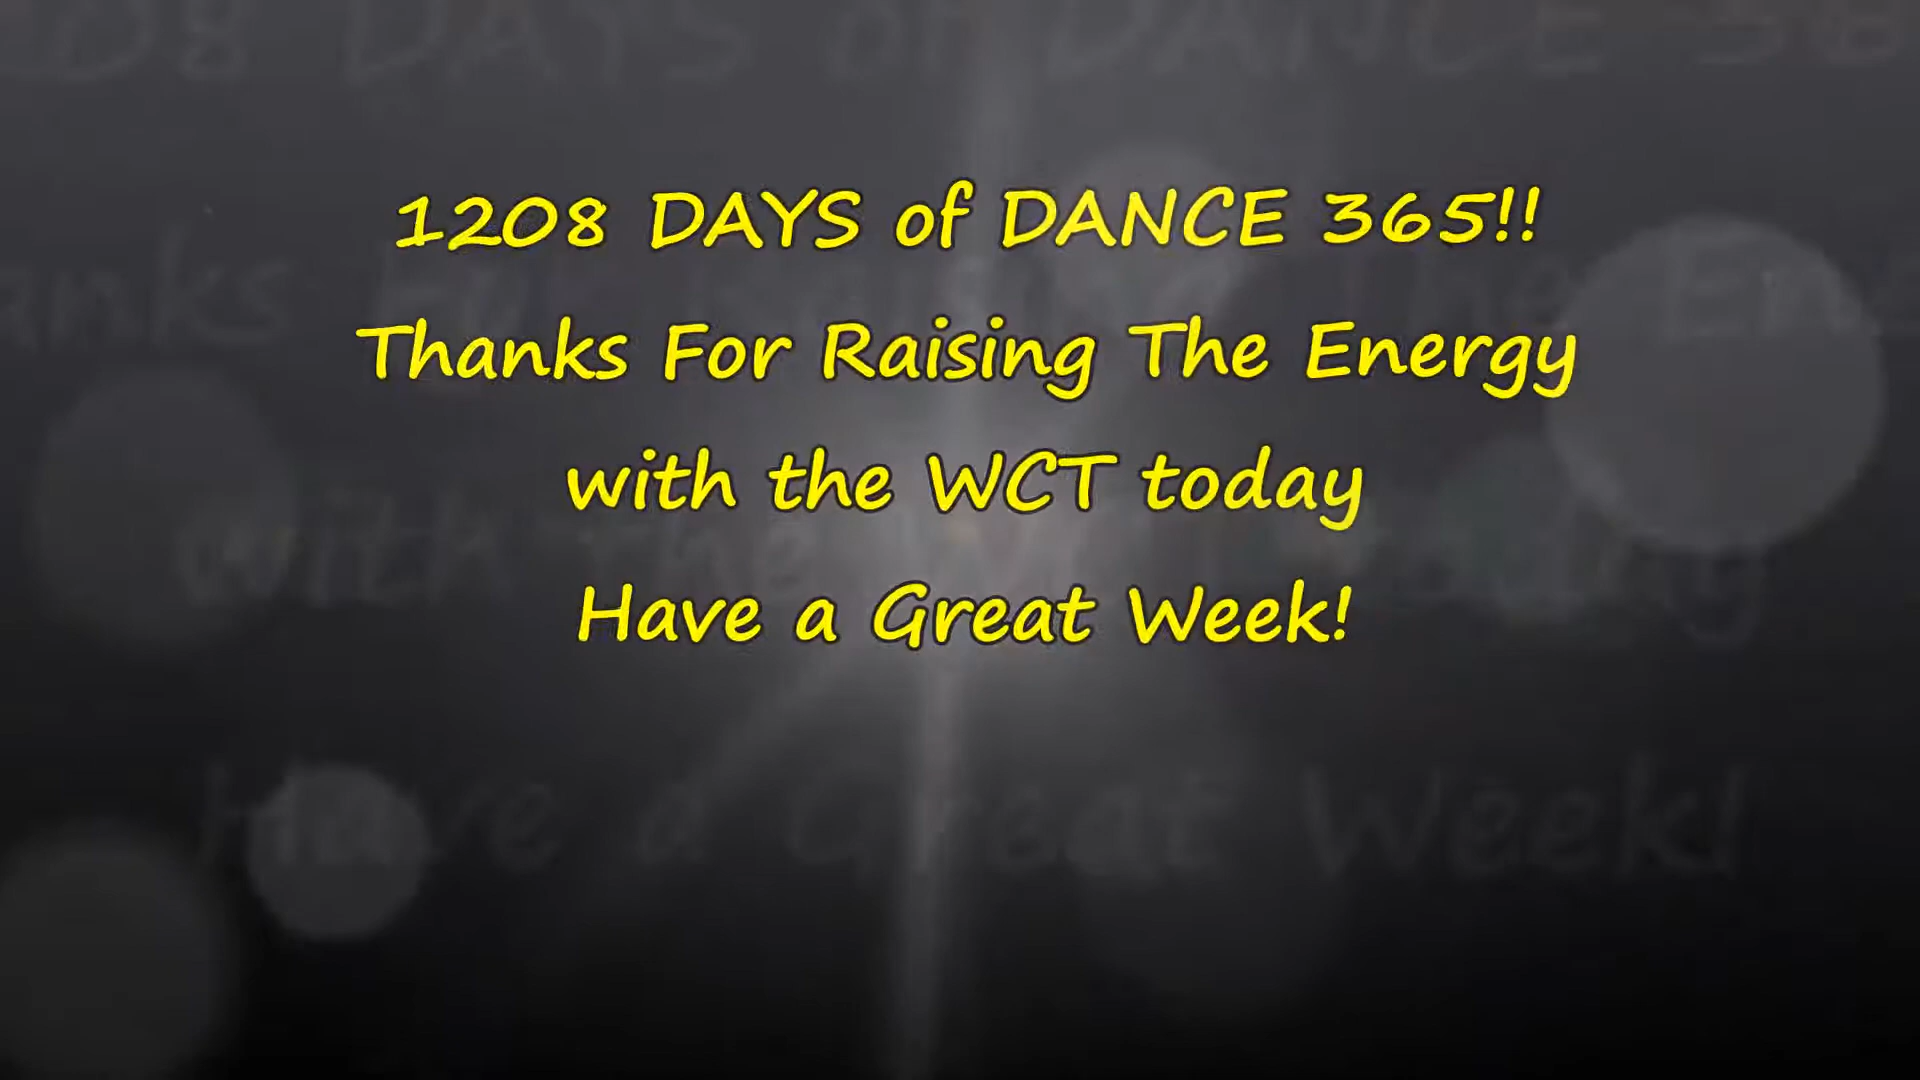 1208 DAYS of DANCE 365!!
Thanks For Raising The Energy
with the WCT today
Have a Great Week!